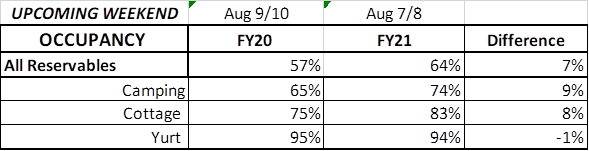 UPCOMING WEEKEND Aug 9/10 Aug 7/8
OCCUPANCY FY20 FY21 Difference
All Reservables 57% 64% 7%
Camping 65% 74% 9%
Cottage 75% 83% 8%
Yurt 95% 94% -1%